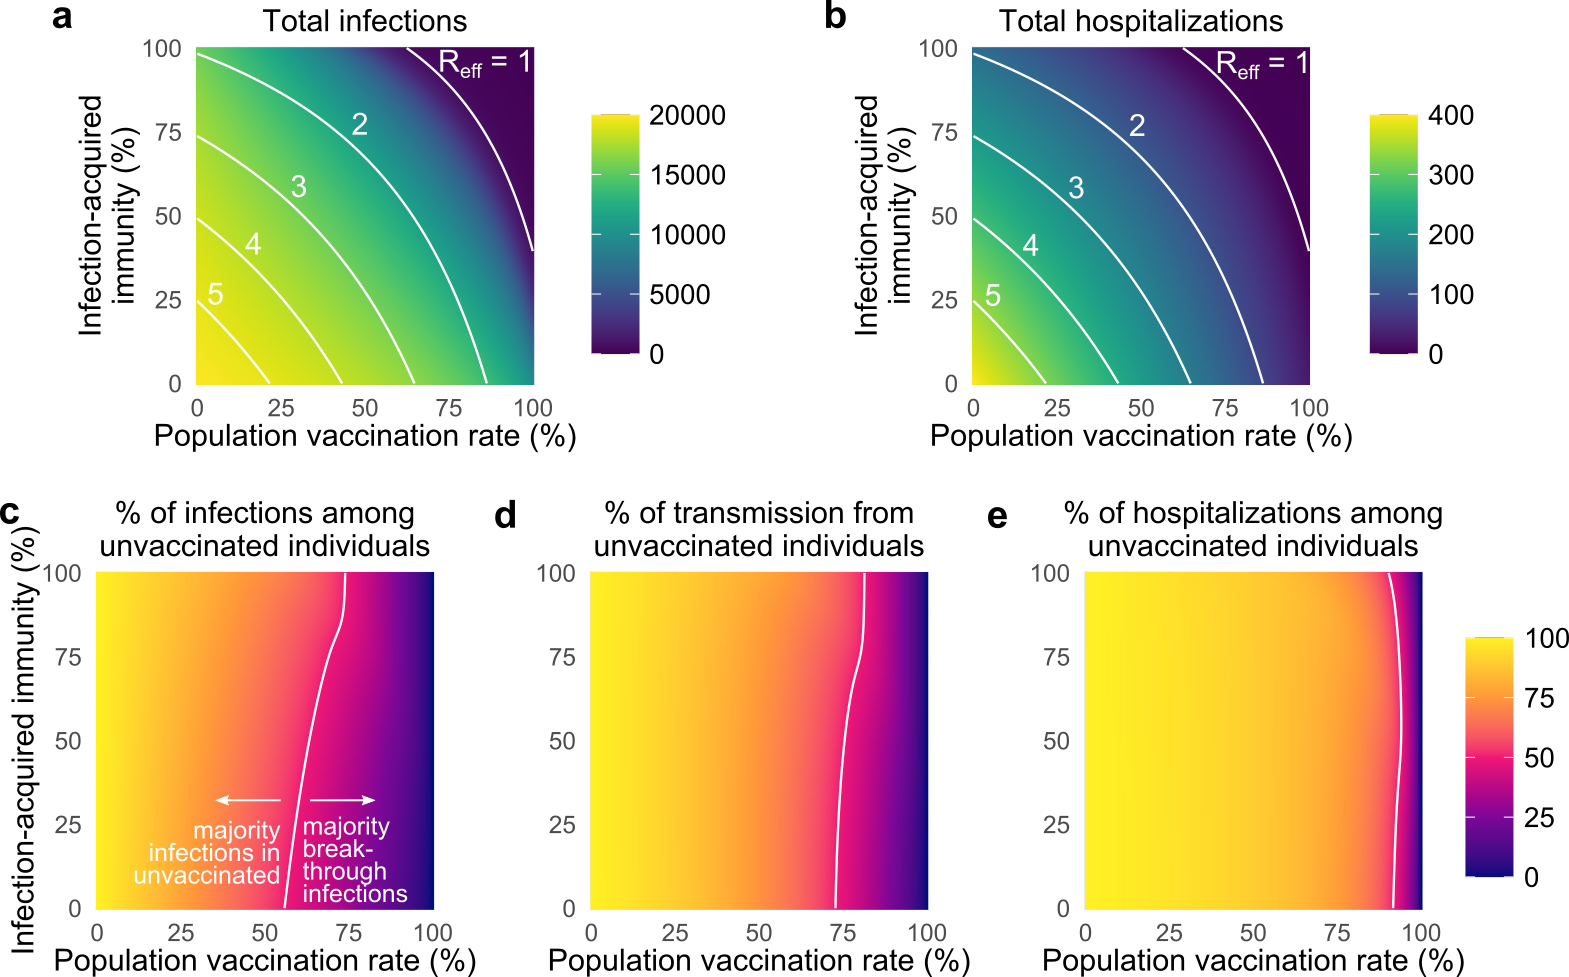 a
Total infections
Infection-acquired
immunity (%)
100
75
50
25
0
R_eff = 1
2
3
4
5
0 25 50 75 100
Population vaccination rate (%)
20000
15000
10000
5000
0
b
Total hospitalizations
Infection-acquired
immunity (%)
100
75
50
25
0
R_eff = 1
2
3
4
5
0 25 50 75 100
Population vaccination rate (%)
400
300
200
100
0
c
% of infections among
unvaccinated individuals
Infection-acquired immunity (%)
100
75
50
25
0
majority
infections in
unvaccinated
majority
break-
through
infections
0 25 50 75 100
Population vaccination rate (%)
d
% of transmission from
unvaccinated individuals
100
75
50
25
0
0 25 50 75 100
Population vaccination rate (%)
e
% of hospitalizations among
unvaccinated individuals
100
75
50
25
0
0 25 50 75 100
Population vaccination rate (%)
100
75
50
25
0